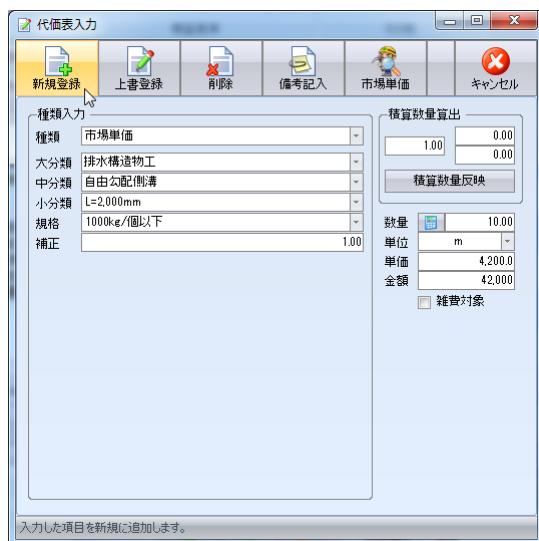 代価表入力
新規登録 上書登録 削除 備考記入 市場単価 キャンセル
種類入力
種類 市場単価
大分類 排水構造物工
中分類 自由勾配側溝
小分類 L=2,000mm
規格 1000kg/個以下
補正 1.00
積算数量算出
1.00 0.00
0.00
積算数量反映
数量 10.00
単位 m
単価 4,200.0
金額 42,000
雑費対象
入力した項目を新規に追加します。